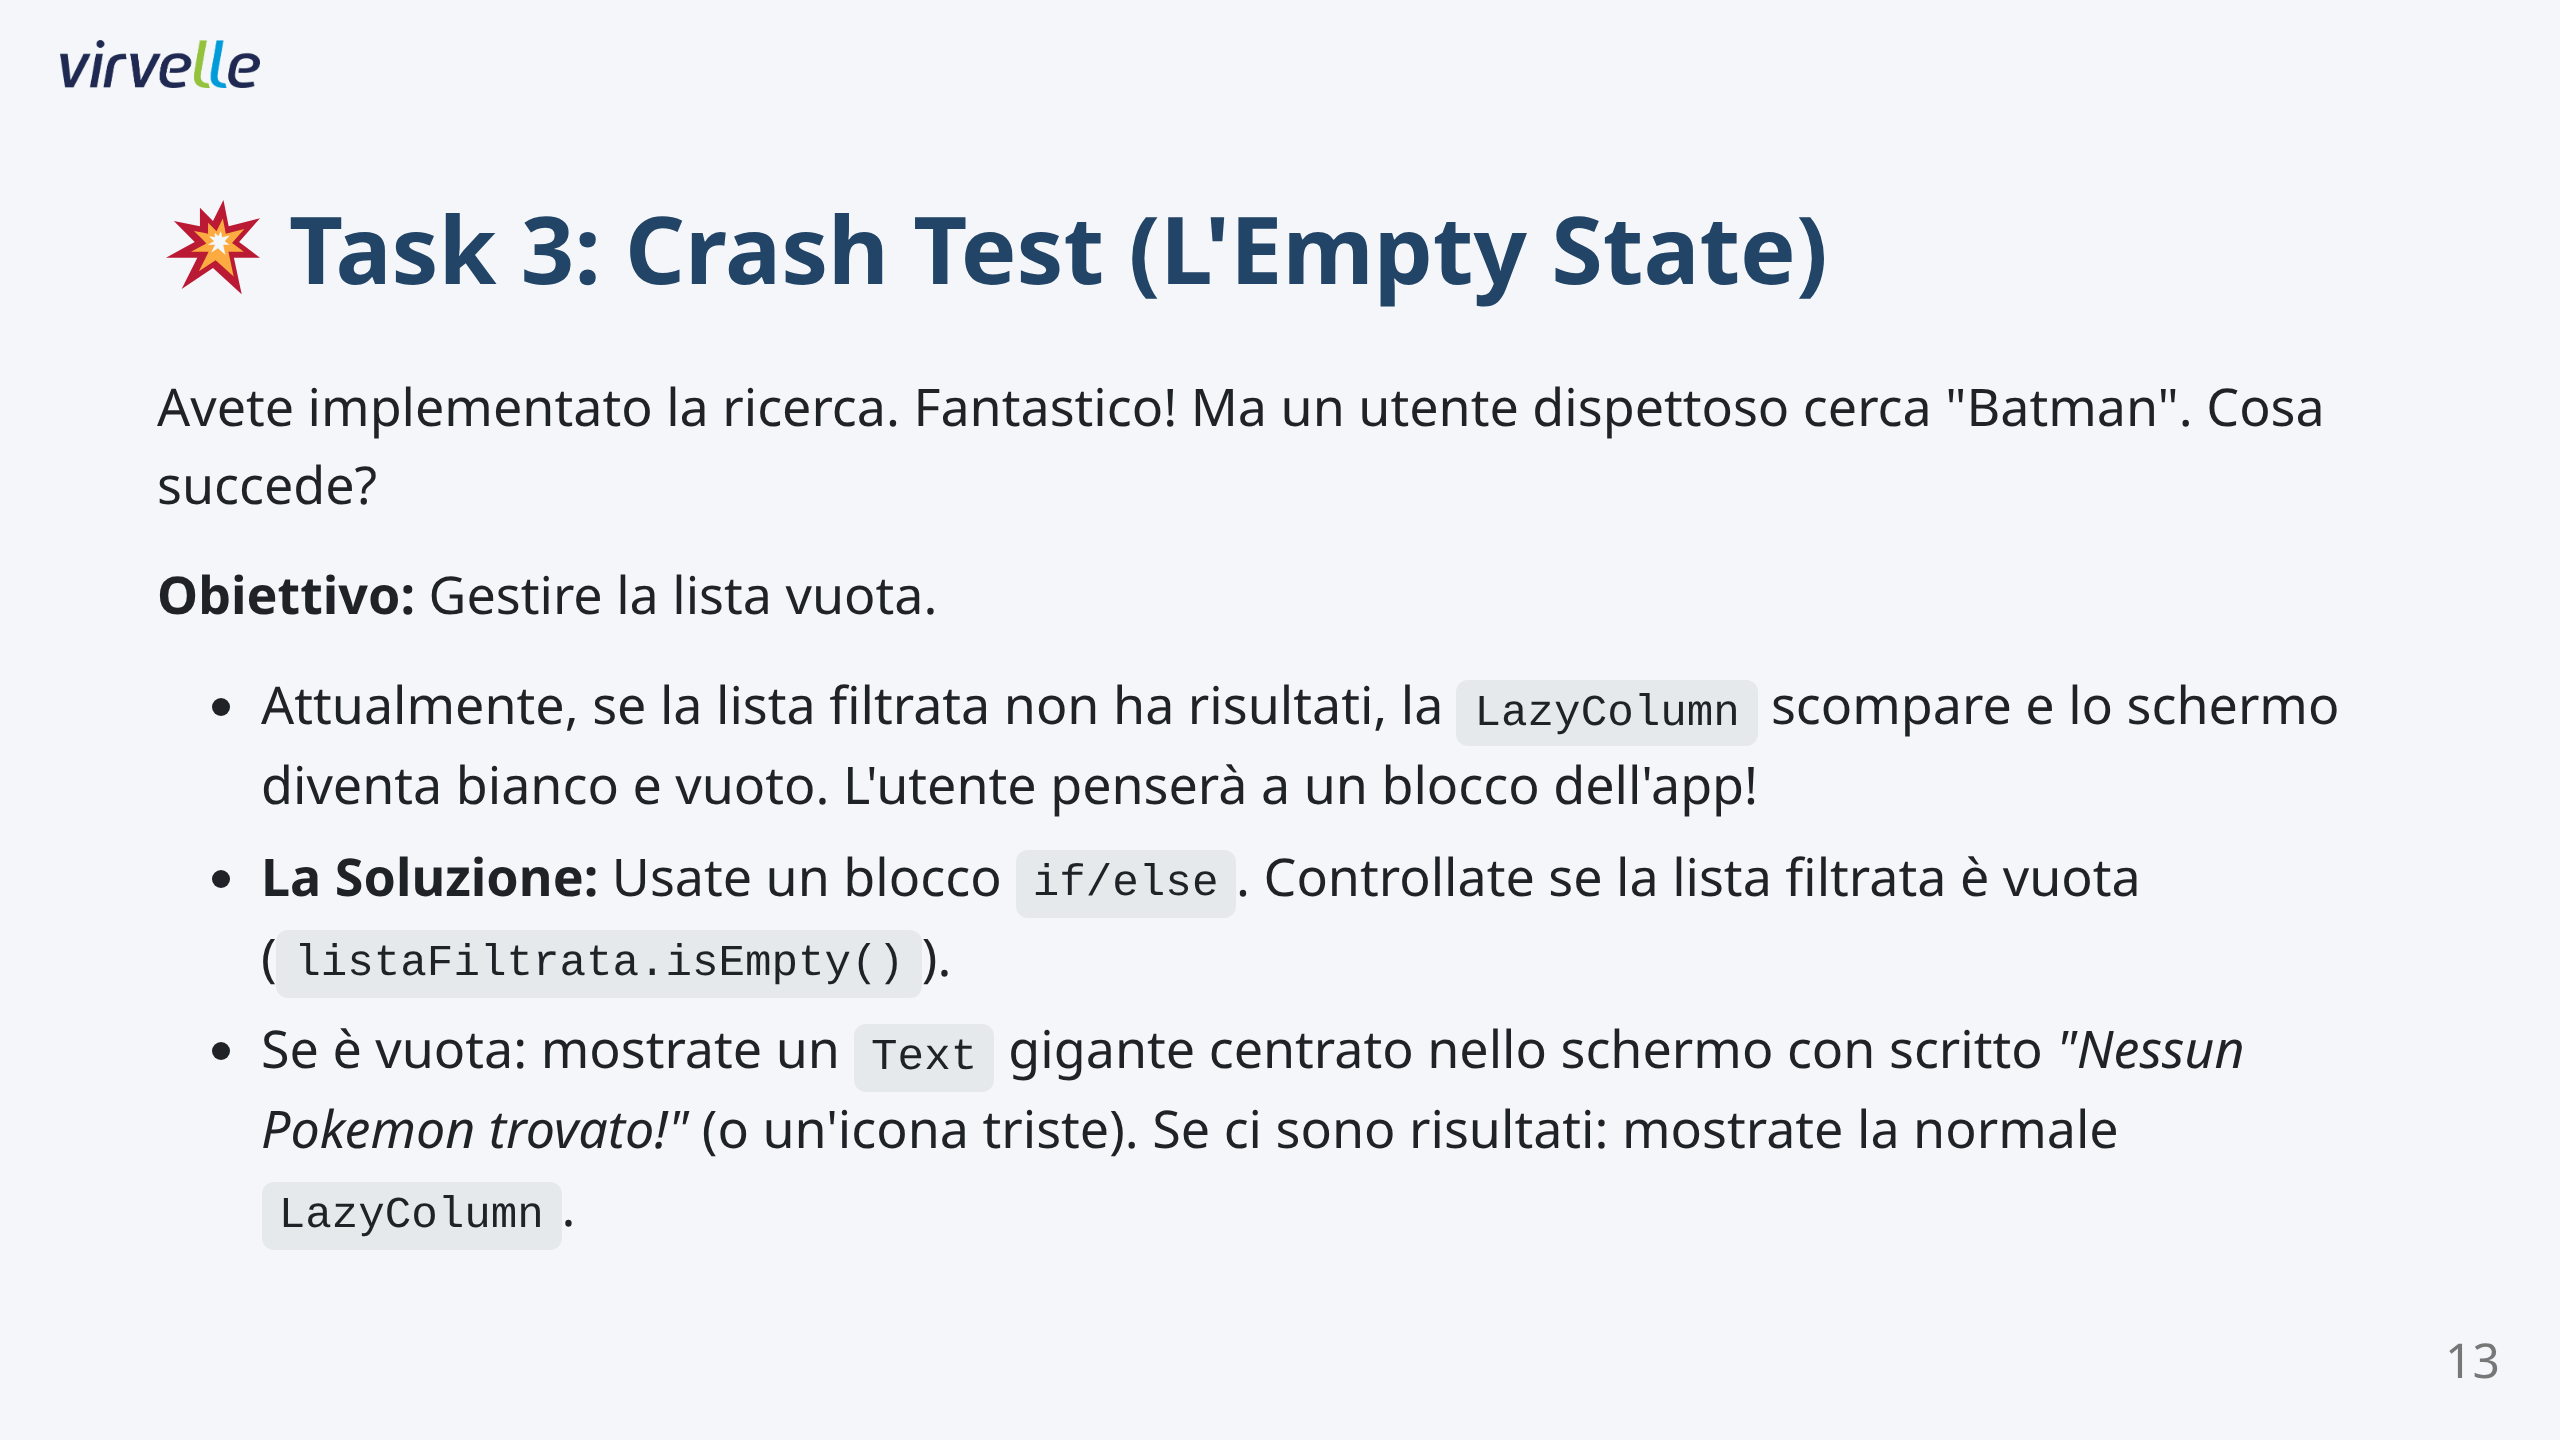 virvelle
💥 Task 3: Crash Test (L'Empty State)
Avete implementato la ricerca. Fantastico! Ma un utente dispettoso cerca "Batman". Cosa
succede?
Obiettivo: Gestire la lista vuota.
• Attualmente, se la lista filtrata non ha risultati, la LazyColumn scompare e lo schermo
diventa bianco e vuoto. L'utente penserà a un blocco dell'app!
• La Soluzione: Usate un blocco if/else. Controllate se la lista filtrata è vuota
(listaFiltrata.isEmpty()).
• Se è vuota: mostrate un Text gigante centrato nello schermo con scritto "Nessun
Pokemon trovato!" (o un'icona triste). Se ci sono risultati: mostrate la normale
LazyColumn.
13